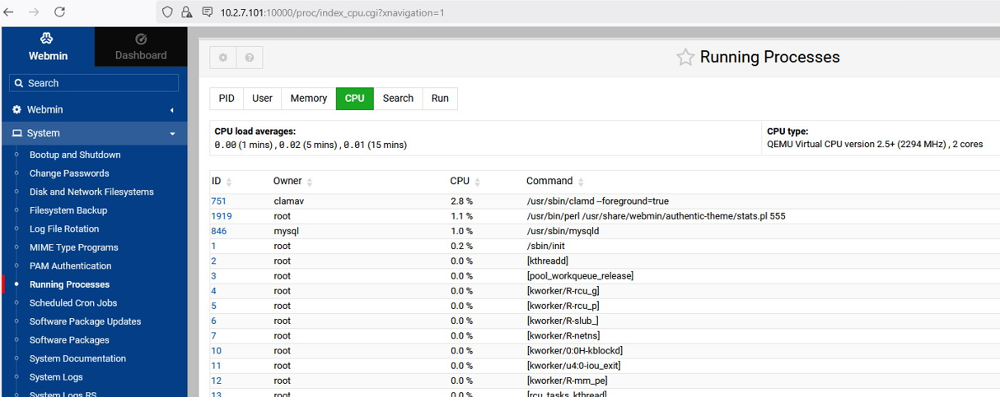 10.2.7.101:10000/proc/index_cpu.cgi?xnavigation=1
Webmin
Dashboard
Search
Webmin
System
Bootup and Shutdown
Change Passwords
Disk and Network Filesystems
Filesystem Backup
Log File Rotation
MIME Type Programs
PAM Authentication
Running Processes
Scheduled Cron Jobs
Software Package Updates
Software Packages
System Documentation
System Logs
System Logs RS
Running Processes
PID User Memory CPU Search Run
CPU load averages:
0.00 (1 mins) , 0.02 (5 mins) , 0.01 (15 mins)
CPU type:
QEMU Virtual CPU version 2.5+ (2294 MHz) , 2 cores
ID Owner CPU Command
751 clamav 2.8 % /usr/sbin/clamd --foreground=true
1919 root 1.1 % /usr/bin/perl /usr/share/webmin/authentic-theme/stats.pl 555
846 mysql 1.0 % /usr/sbin/mysqld
1 root 0.2 % /sbin/init
2 root 0.0 % [kthreadd]
3 root 0.0 % [pool_workqueue_release]
4 root 0.0 % [kworker/R-rcu_g]
5 root 0.0 % [kworker/R-rcu_p]
6 root 0.0 % [kworker/R-slub_]
7 root 0.0 % [kworker/R-netns]
10 root 0.0 % [kworker/0:0H-kblockd]
11 root 0.0 % [kworker/u4:0-iou_exit]
12 root 0.0 % [kworker/R-mm_pe]
13 root 0.0 % [rcu_tasks_kthread]